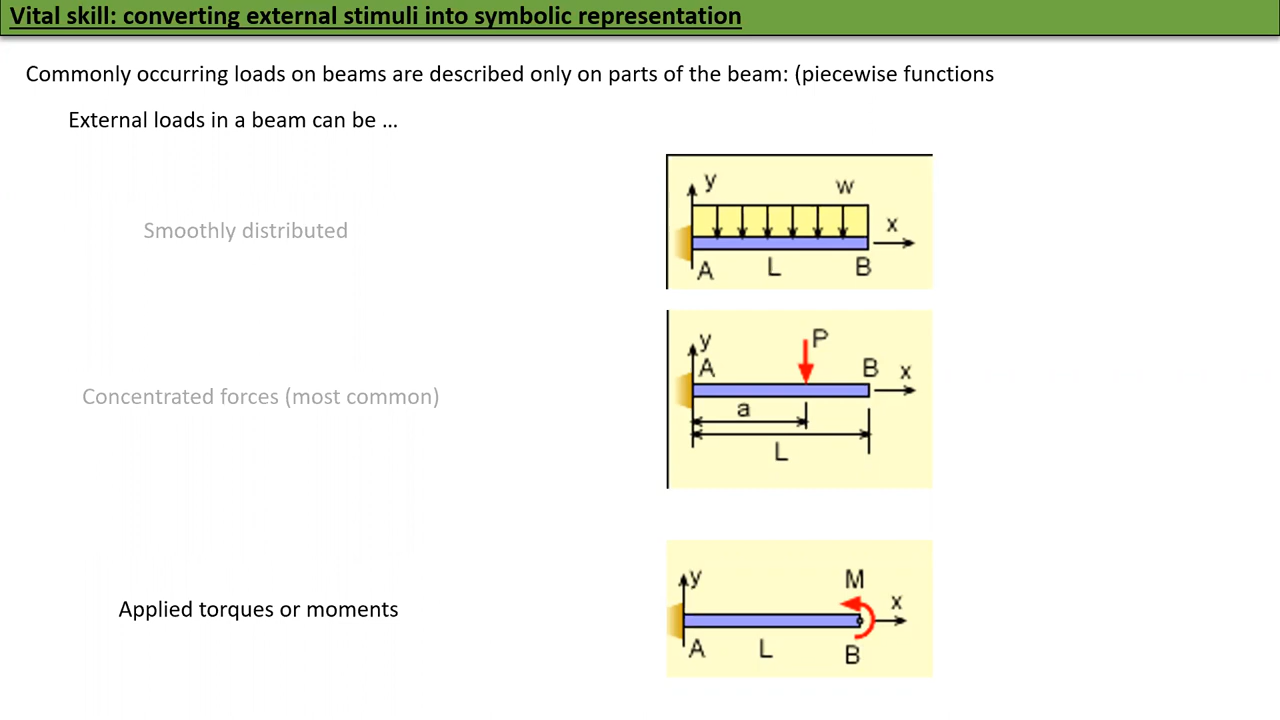 Vital skill: converting external stimuli into symbolic representation
Commonly occurring loads on beams are described only on parts of the beam: (piecewise functions
External loads in a beam can be ...
y w
Smoothly distributed
x
A L B
P
y
A B x
Concentrated forces (most common)
a
L
y M
x
Applied torques or moments
A L B